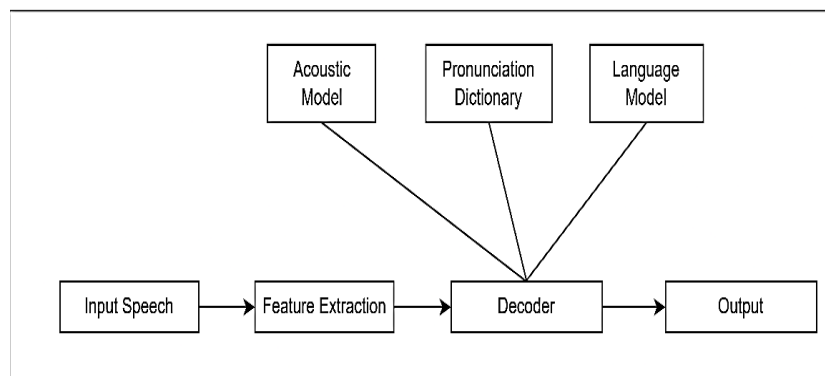 Acoustic
Model
Pronunciation
Dictionary
Language
Model
Input Speech
Feature Extraction
Decoder
Output